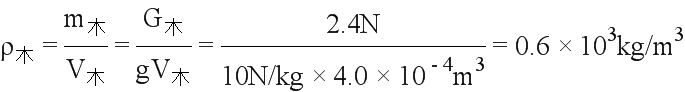 ρ木 = m木/V木 = G木/gV木 = 2.4N/(10N/kg × 4.0 × 10⁻⁴m³) = 0.6 × 10³kg/m³